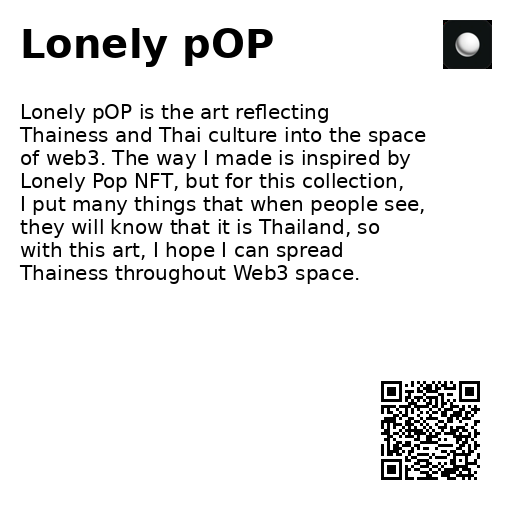 Lonely pOP
Lonely pOP is the art reflecting
Thainess and Thai culture into the space
of web3. The way I made is inspired by
Lonely Pop NFT, but for this collection,
I put many things that when people see,
they will know that it is Thailand, so
with this art, I hope I can spread
Thainess throughout Web3 space.